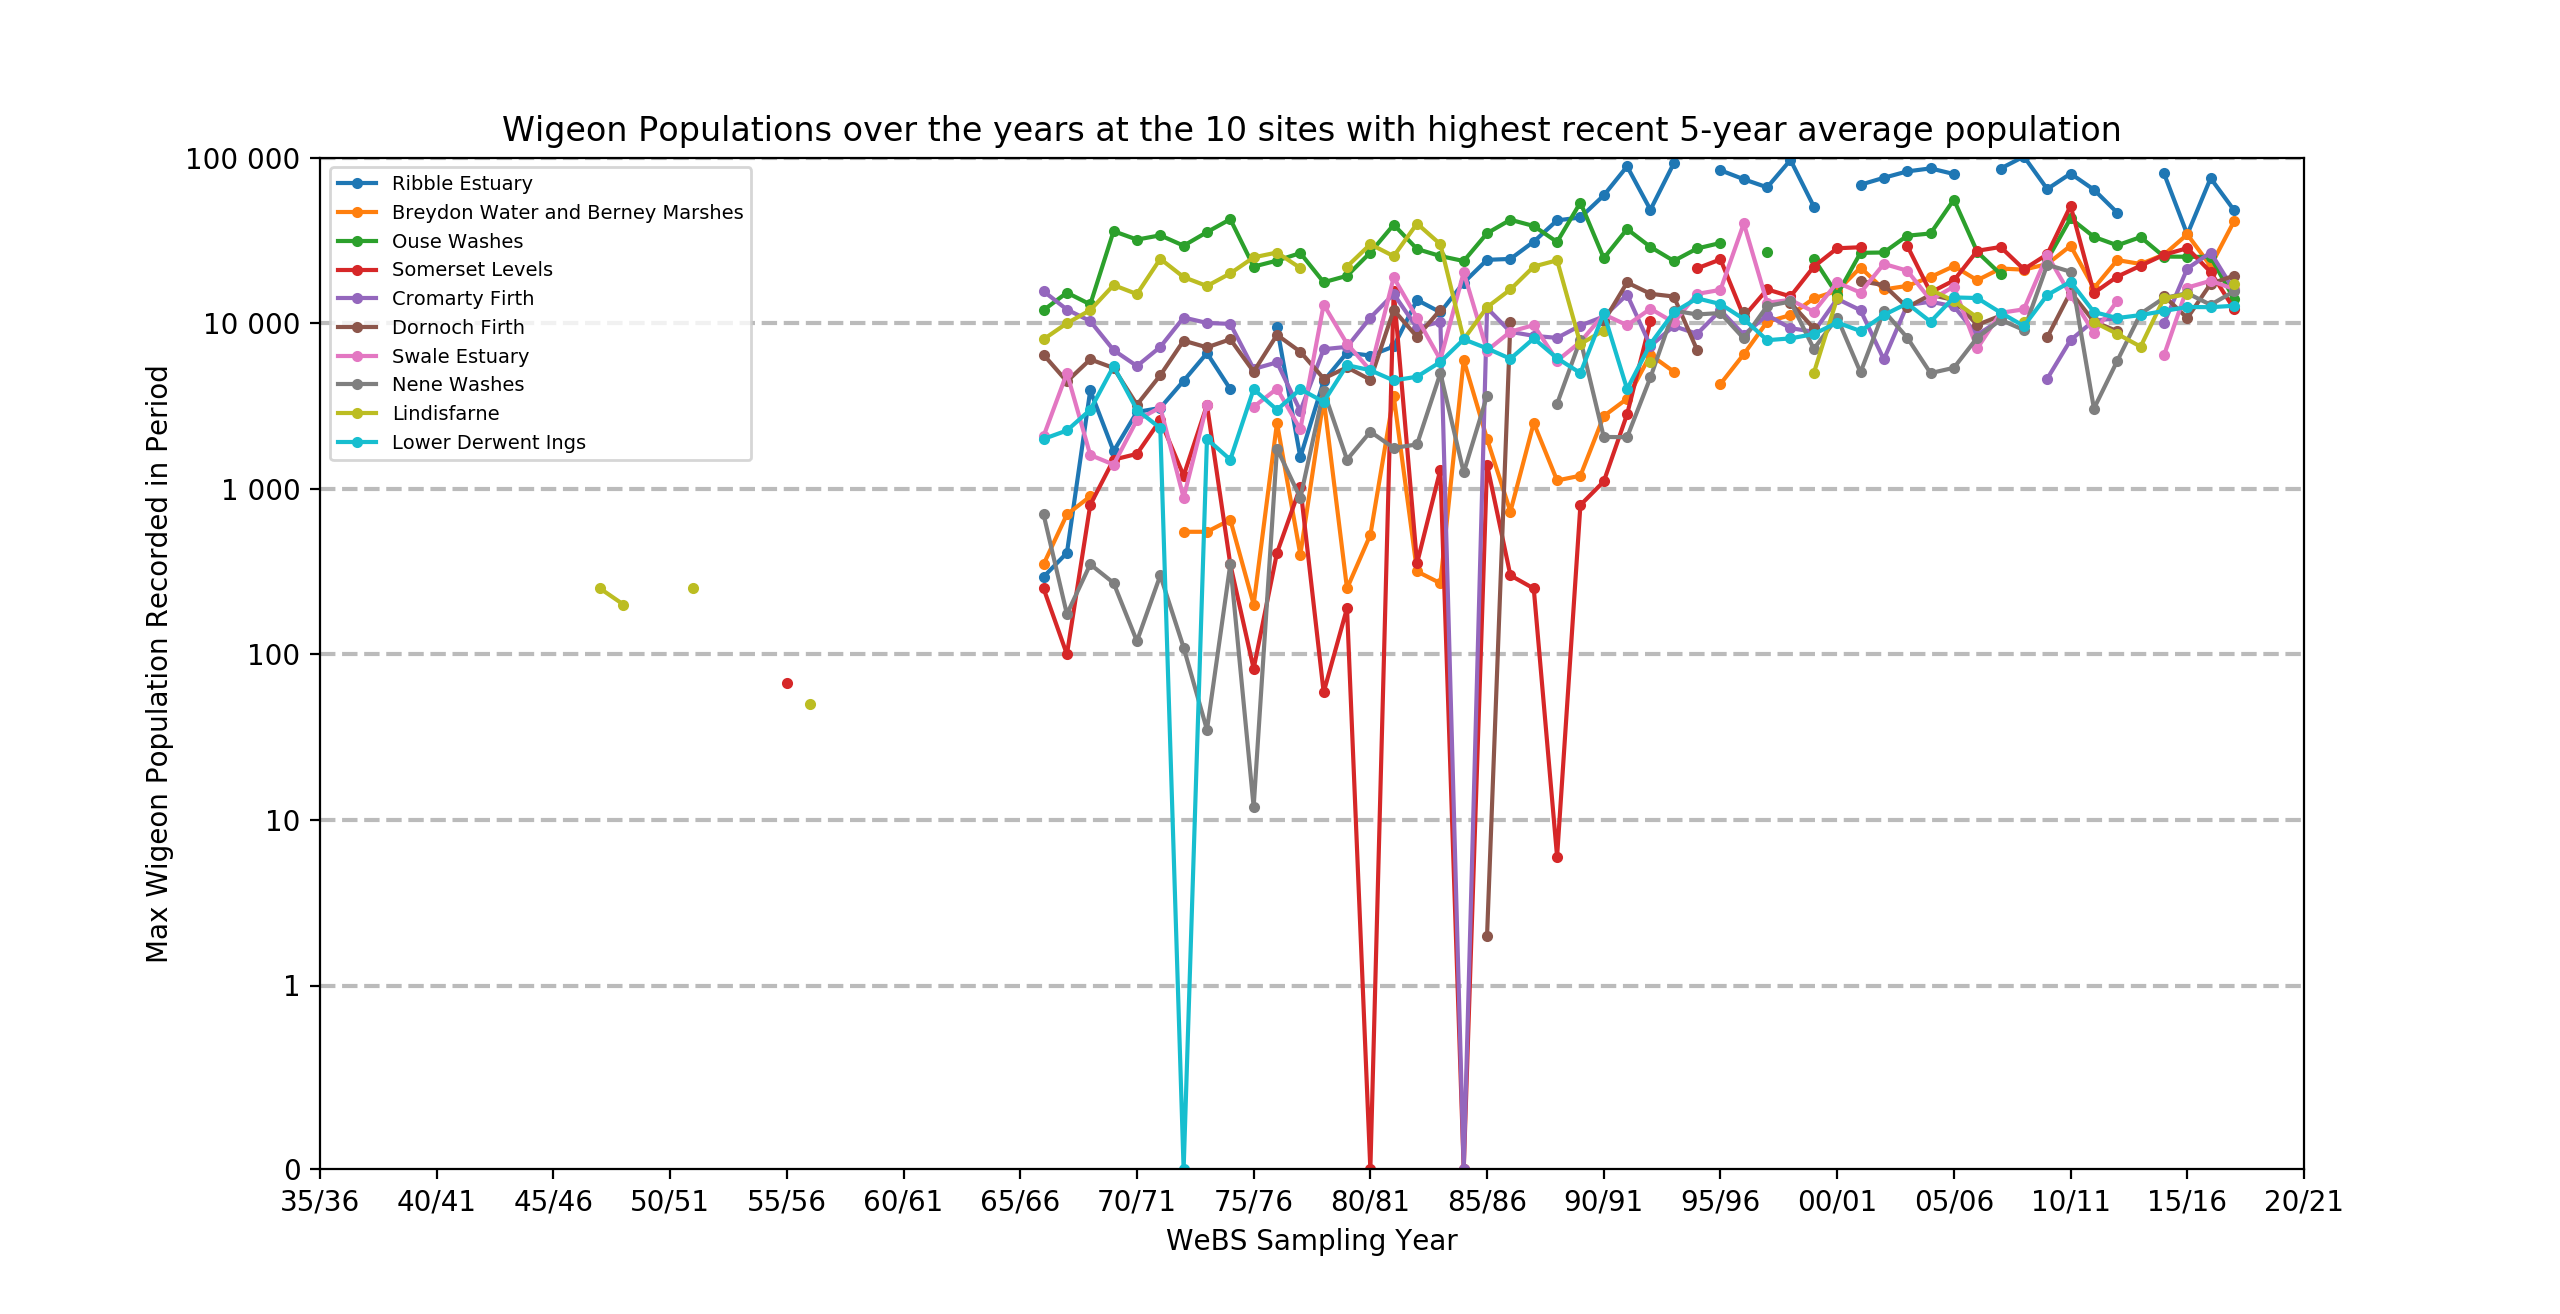 Wigeon Populations over the years at the 10 sites with highest recent 5-year average population
100 000
10 000
1 000
100
10
1
0
Max Wigeon Population Recorded in Period
Ribble Estuary
Breydon Water and Berney Marshes
Ouse Washes
Somerset Levels
Cromarty Firth
Dornoch Firth
Swale Estuary
Nene Washes
Lindisfarne
Lower Derwent Ings
35/36 40/41 45/46 50/51 55/56 60/61 65/66 70/71 75/76 80/81 85/86 90/91 95/96 00/01 05/06 10/11 15/16 20/21
WeBS Sampling Year